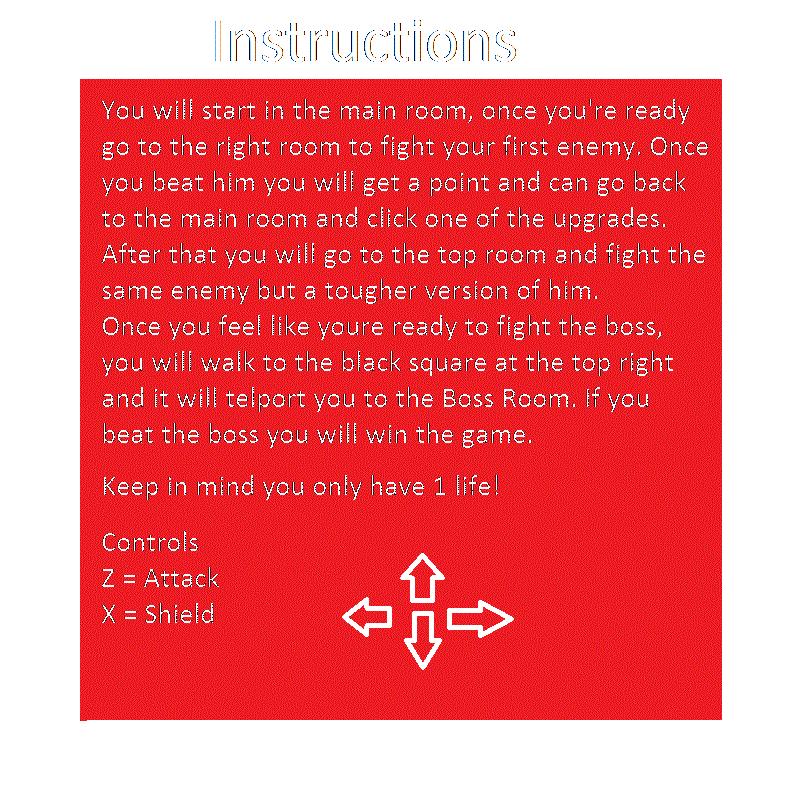 Instructions
You will start in the main room, once you're ready
go to the right room to fight your first enemy. Once
you beat him you will get a point and can go back
to the main room and click one of the upgrades.
After that you will go to the top room and fight the
same enemy but a tougher version of him.
Once you feel like youre ready to fight the boss,
you will walk to the black square at the top right
and it will telport you to the Boss Room. If you
beat the boss you will win the game.
Keep in mind you only have 1 life!
Controls
Z = Attack
X = Shield